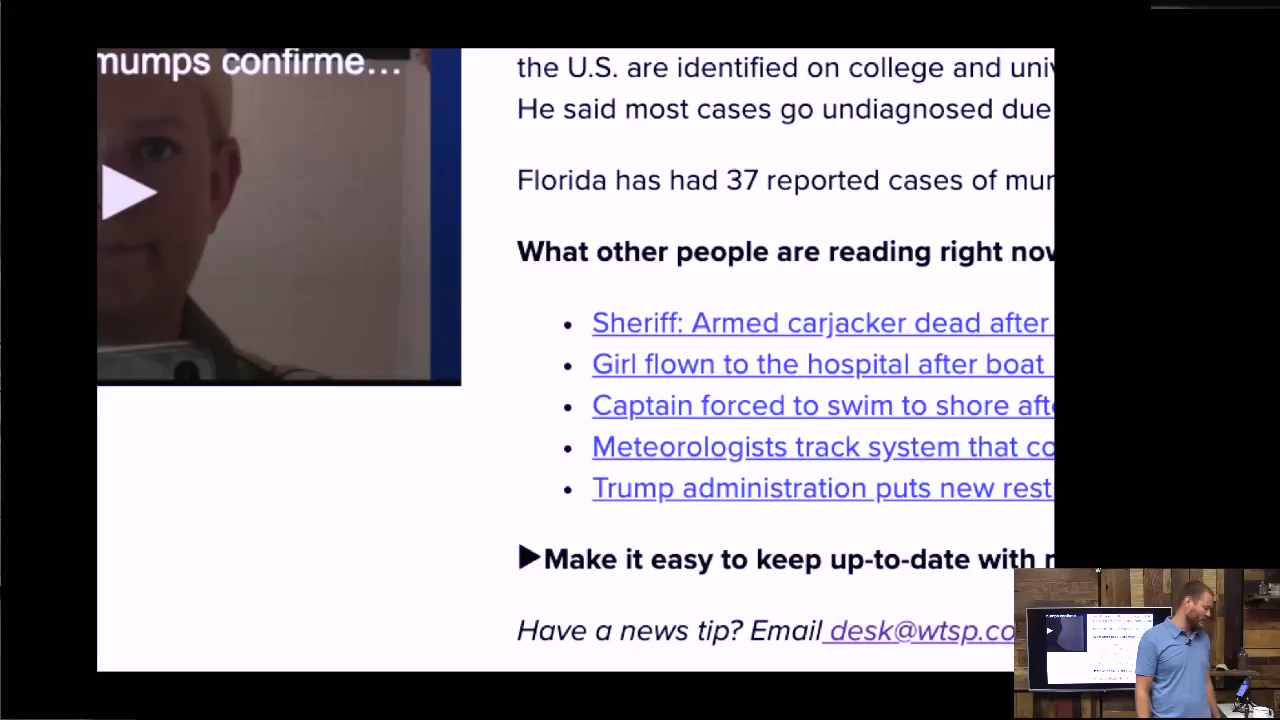 mumps confirme…
the U.S. are identified on college and univ
He said most cases go undiagnosed due
Florida has had 37 reported cases of mum
What other people are reading right now
Sheriff: Armed carjacker dead after
Girl flown to the hospital after boat
Captain forced to swim to shore afte
Meteorologists track system that co
Trump administration puts new rest
▶Make it easy to keep up-to-date with m
Have a news tip? Email desk@wtsp.co